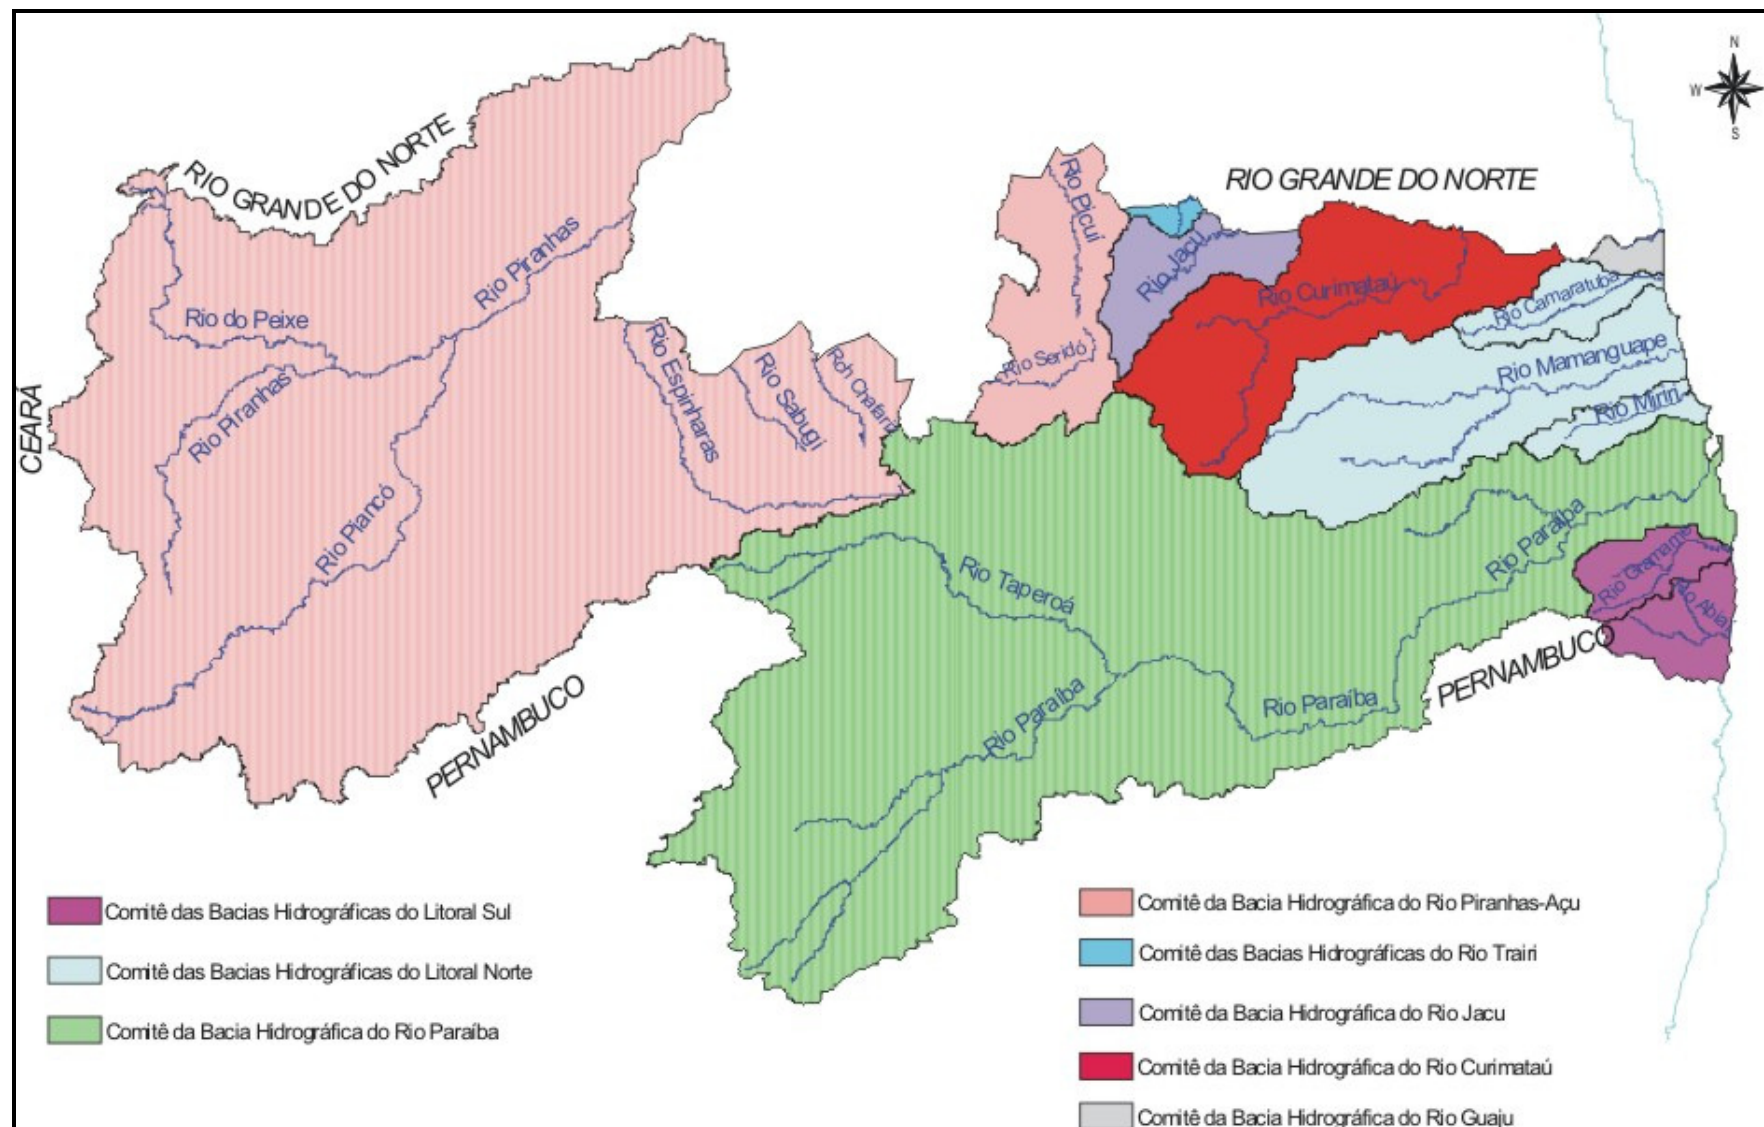 N
W
S
RIO GRANDE DO NORTE
RIO GRANDE DO NORTE
Rio Picuí
Rio Jacu
Rio Piranhas
Rio Curimataú
Rio Camaratuba
Rio do Peixe
Rio Espinharas
Rio Sabugi
Rio Seridó
Rio Mamanguape
Rio Miriri
CEARÁ
Rio Piranhas
Rio Piancó
Rio Paraíba
Rio Taperoá
Rio Gramame
Rio Abiaí
PERNAMBUCO
Rio Paraíba
Rio Paraíba
PERNAMBUCO
Comitê das Bacias Hidrográficas do Litoral Sul
Comitê das Bacias Hidrográficas do Litoral Norte
Comitê da Bacia Hidrográfica do Rio Paraíba
Comitê da Bacia Hidrográfica do Rio Piranhas-Açu
Comitê das Bacias Hidrográficas do Rio Trairi
Comitê da Bacia Hidrográfica do Rio Jacu
Comitê da Bacia Hidrográfica do Rio Curimataú
Comitê da Bacia Hidrográfica do Rio Guaju